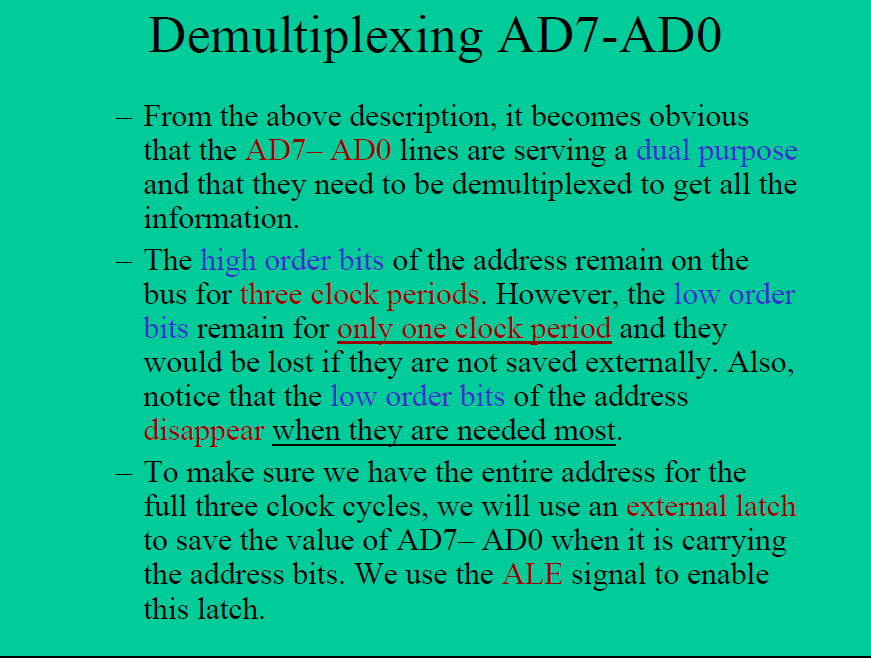 Demultiplexing AD7-AD0
– From the above description, it becomes obvious
that the AD7– AD0 lines are serving a dual purpose
and that they need to be demultiplexed to get all the
information.
– The high order bits of the address remain on the
bus for three clock periods. However, the low order
bits remain for only one clock period and they
would be lost if they are not saved externally. Also,
notice that the low order bits of the address
disappear when they are needed most.
– To make sure we have the entire address for the
full three clock cycles, we will use an external latch
to save the value of AD7– AD0 when it is carrying
the address bits. We use the ALE signal to enable
this latch.